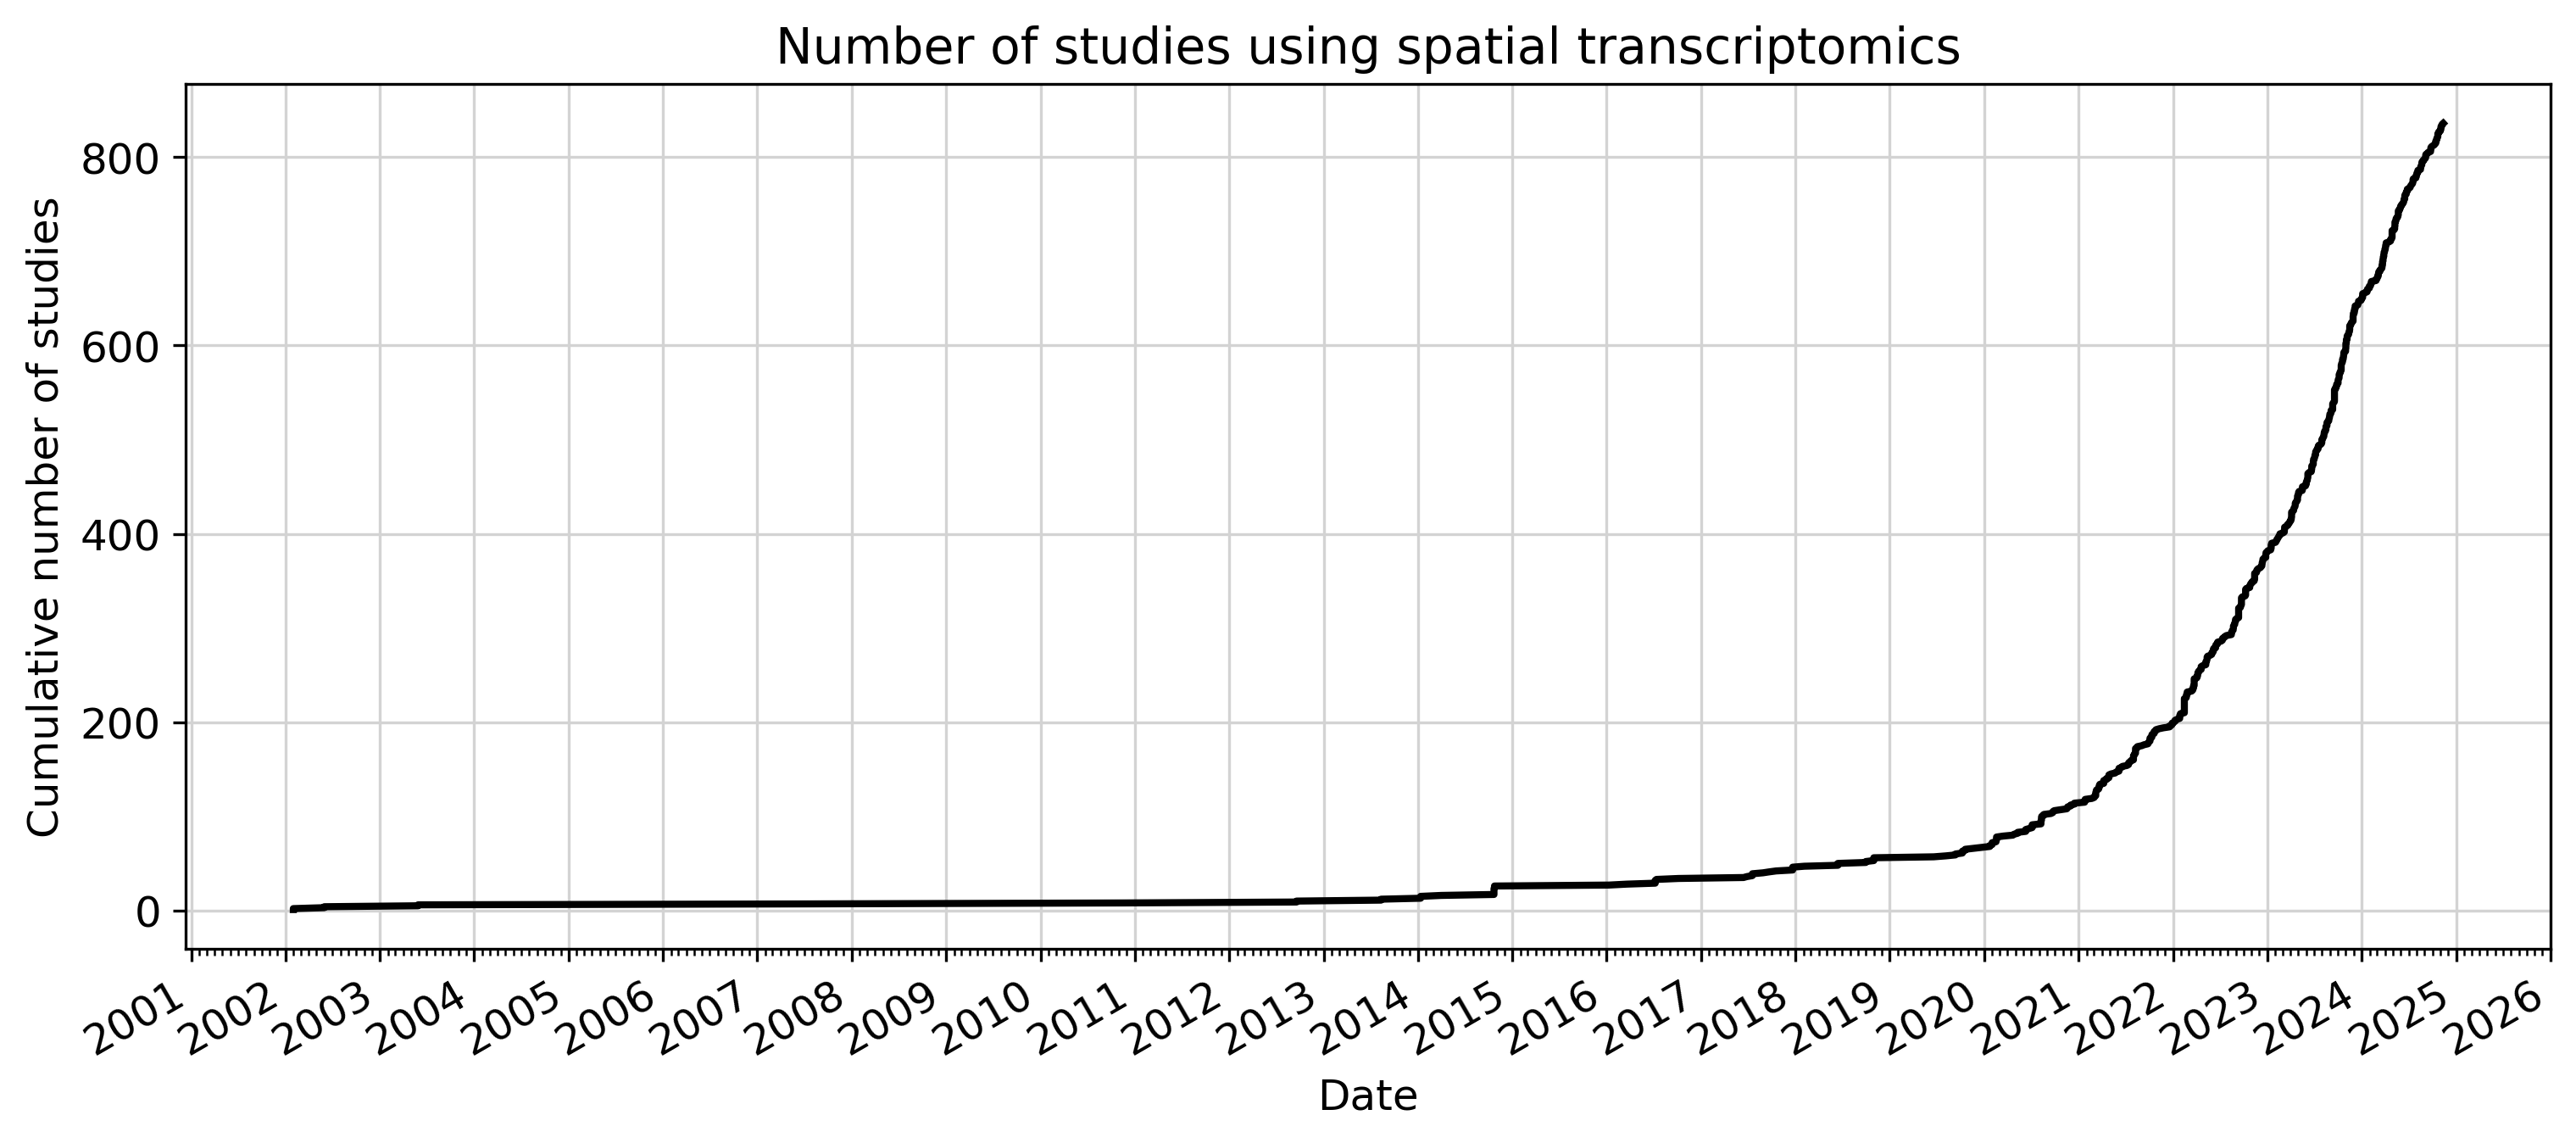 Number of studies using spatial transcriptomics
Cumulative number of studies
800
600
400
200
0
2001 2002 2003 2004 2005 2006 2007 2008 2009 2010 2011 2012 2013 2014 2015 2016 2017 2018 2019 2020 2021 2022 2023 2024 2025 2026
Date